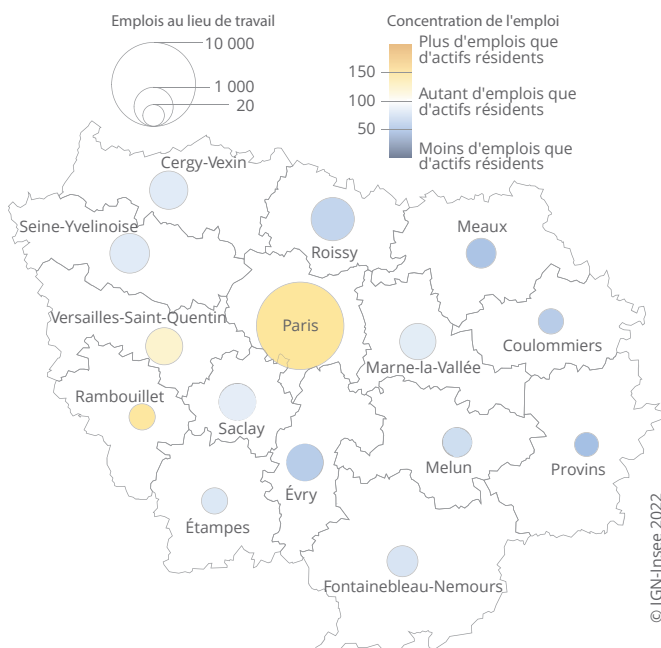 Emplois au lieu de travail
10 000
1 000
20
Concentration de l'emploi
Plus d'emplois que
d'actifs résidents
150
100
Autant d'emplois que
d'actifs résidents
50
Moins d'emplois que
d'actifs résidents
Cergy-Vexin
Seine-Yvelinoise
Roissy
Meaux
Versailles-Saint-Quentin
Paris
Marne-la-Vallée
Coulommiers
Rambouillet
Saclay
Melun
Provins
Évry
Étampes
Fontainebleau-Nemours
© IGN-Insee 2022